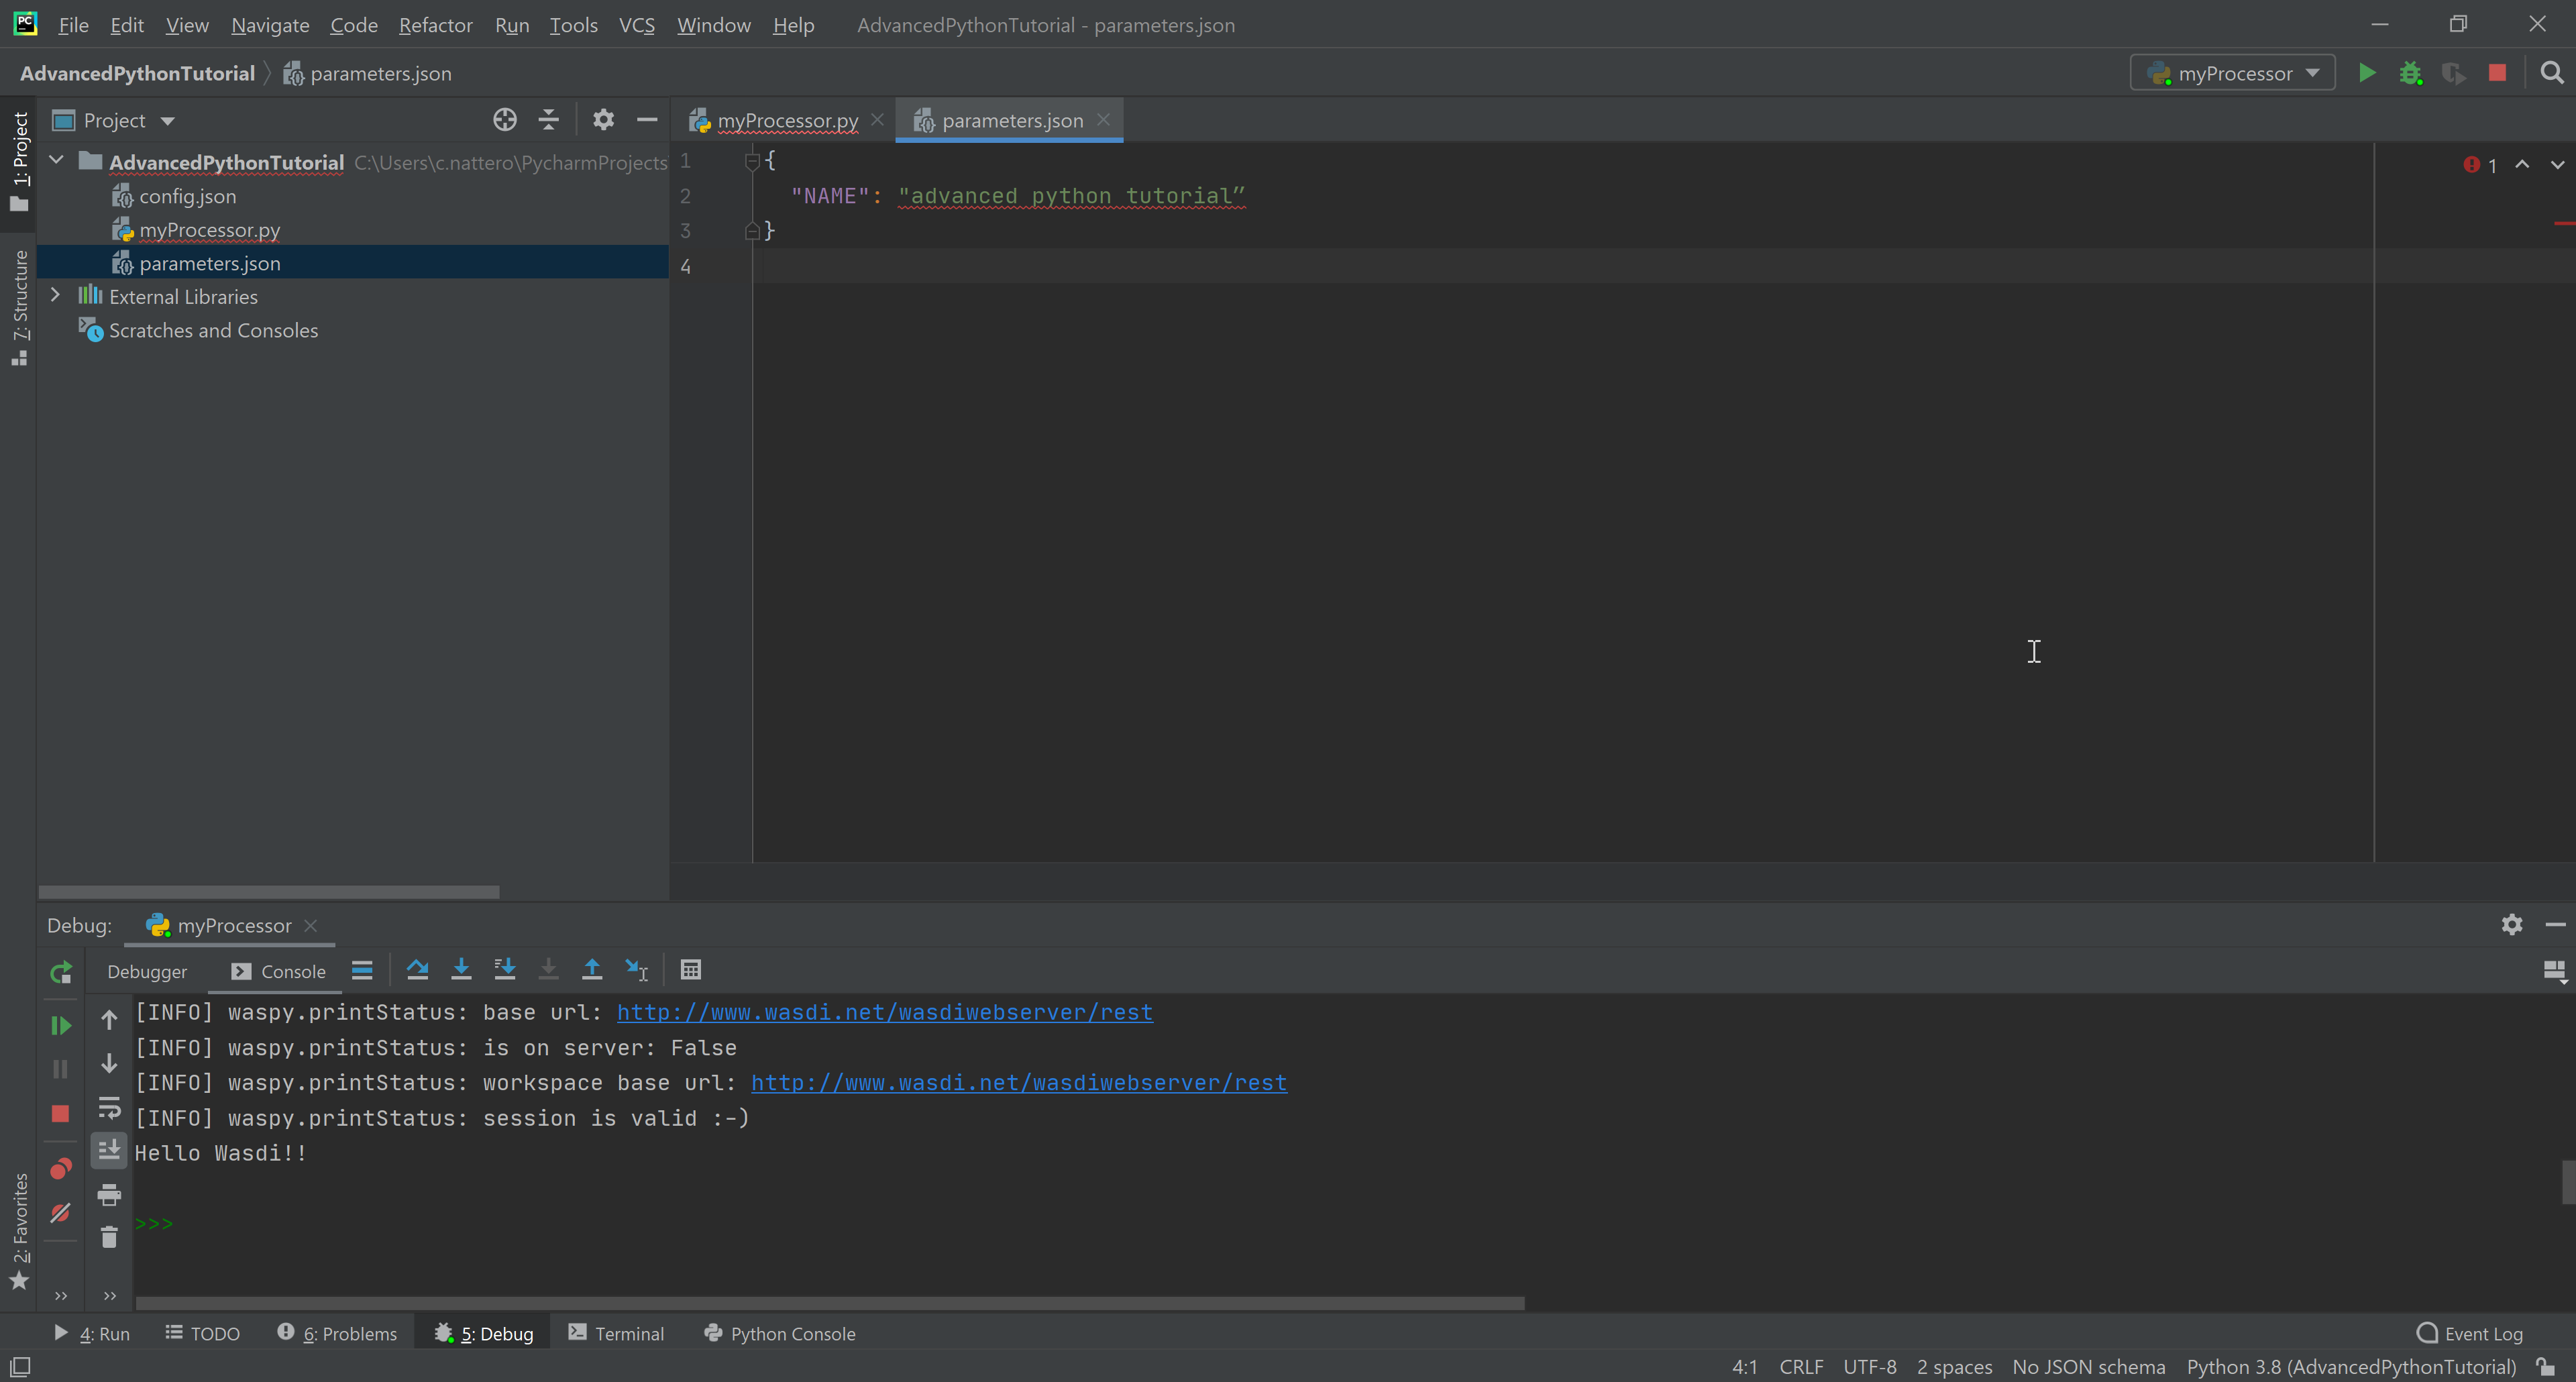 PC File Edit View Navigate Code Refactor Run Tools VCS Window Help AdvancedPythonTutorial - parameters.json
AdvancedPythonTutorial parameters.json myProcessor
1: Project
7: Structure
2: Favorites
Project
AdvancedPythonTutorial C:\Users\c.nattero\PycharmProjects
config.json
myProcessor.py
parameters.json
External Libraries
Scratches and Consoles
myProcessor.py parameters.json
1 {
2 "NAME": "advanced python tutorial”
3 }
4
1
Debug: myProcessor
Debugger Console
[INFO] waspy.printStatus: base url: http://www.wasdi.net/wasdiwebserver/rest
[INFO] waspy.printStatus: is on server: False
[INFO] waspy.printStatus: workspace base url: http://www.wasdi.net/wasdiwebserver/rest
[INFO] waspy.printStatus: session is valid :-)
Hello Wasdi!!
>>>
4: Run TODO 6: Problems 5: Debug Terminal Python Console Event Log
4:1 CRLF UTF-8 2 spaces No JSON schema Python 3.8 (AdvancedPythonTutorial)